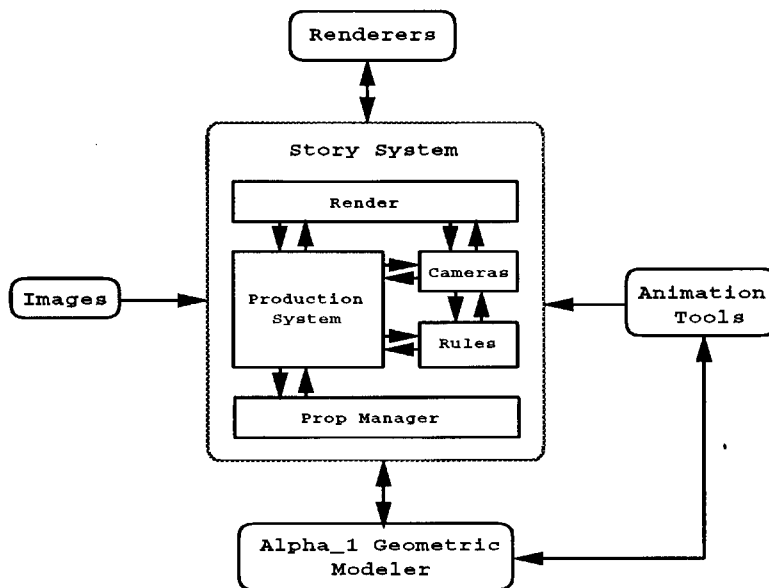 Renderers
Story System
Render
Cameras
Production
System
Rules
Prop Manager
Images
Animation
Tools
Alpha_1 Geometric
Modeler